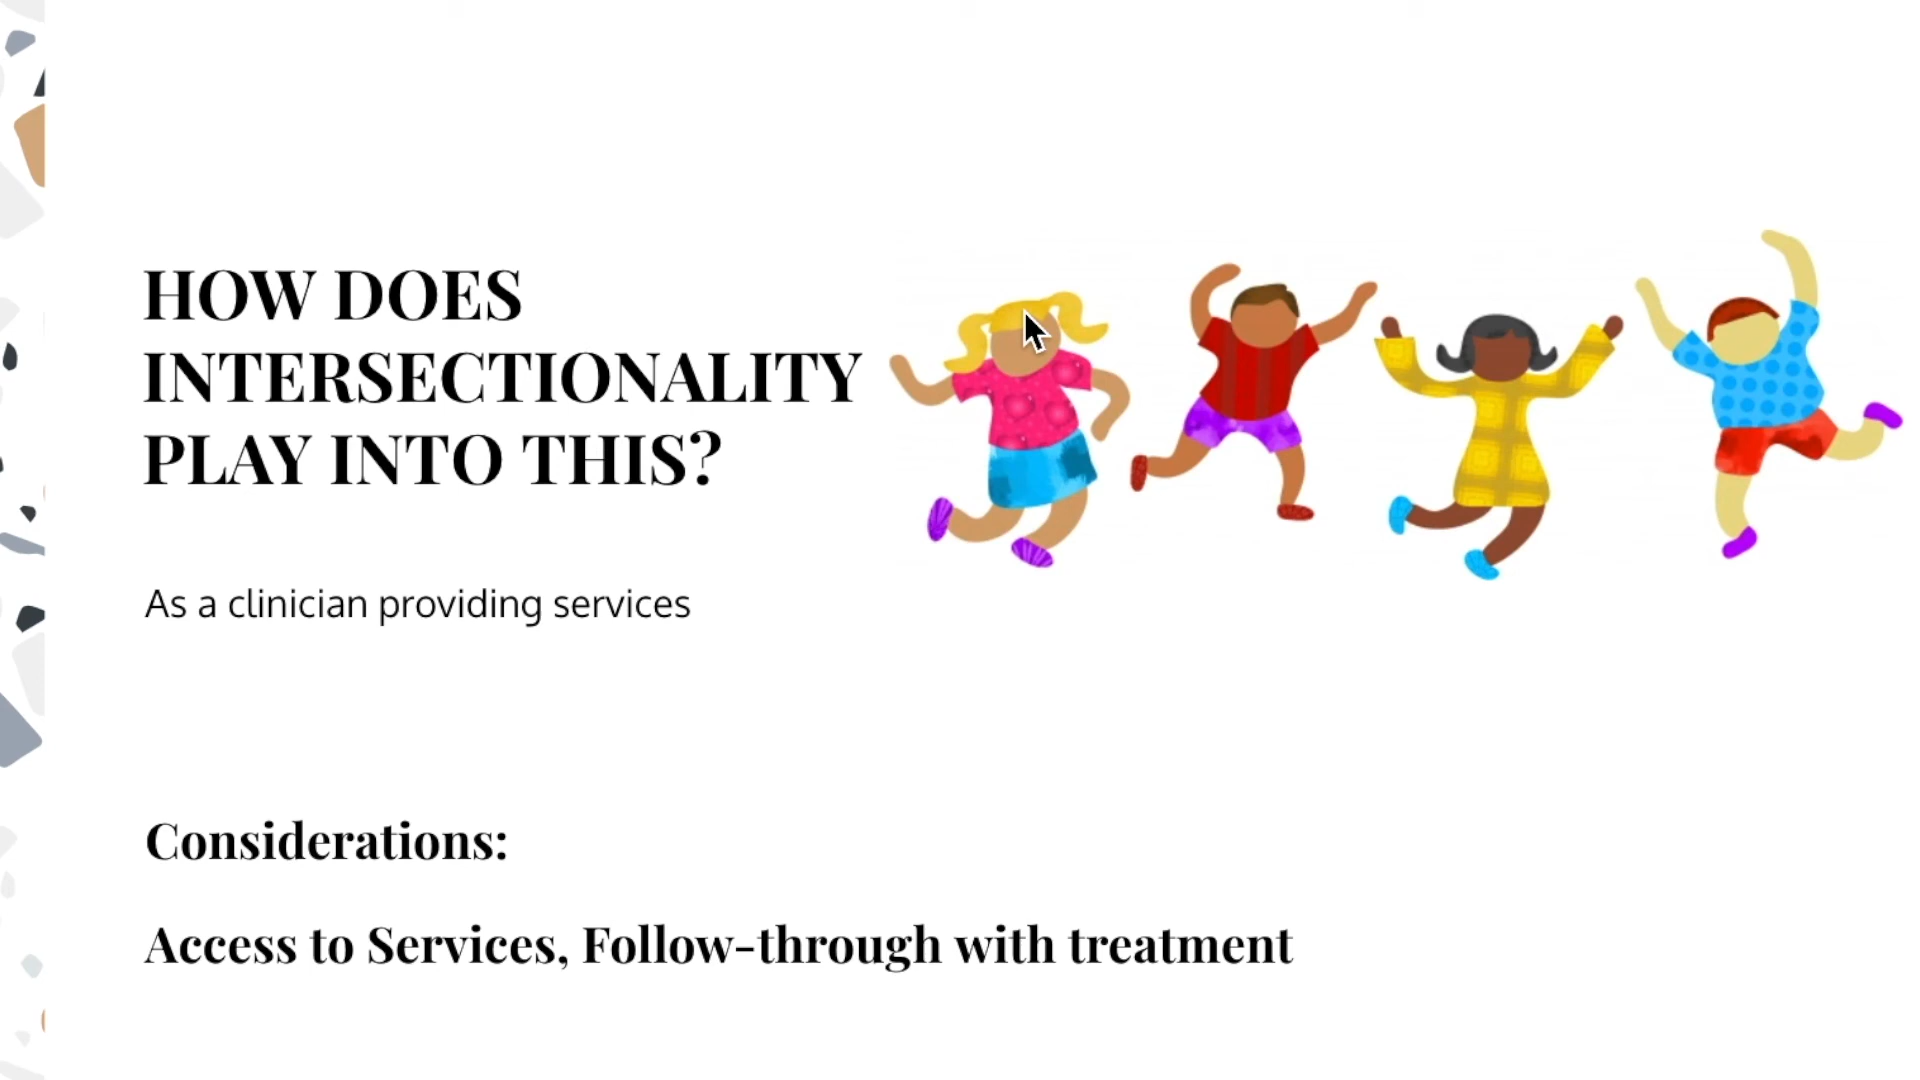 HOW DOES
INTERSECTIONALITY
PLAY INTO THIS?
As a clinician providing services
Considerations:
Access to Services, Follow-through with treatment